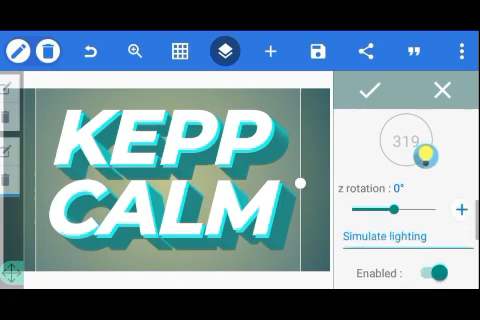 KEPP
CALM
319
z rotation : 0°
Simulate lighting
Enabled :